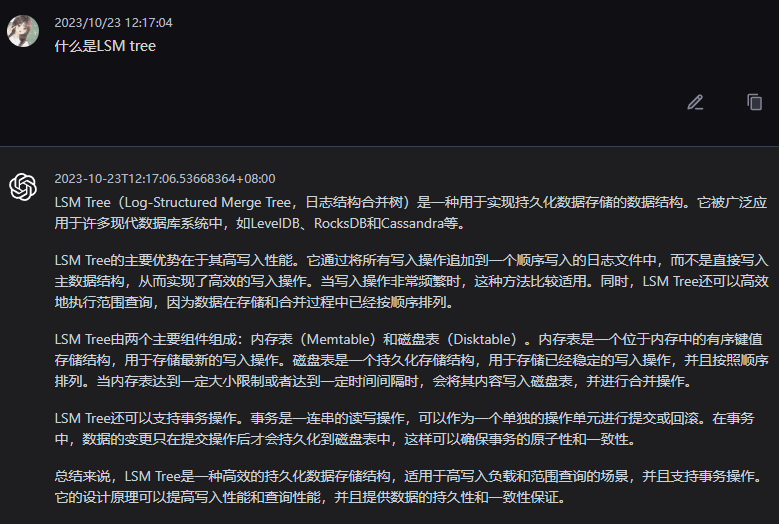 2023/10/23 12:17:04
什么是LSM tree
2023-10-23T12:17:06.53668364+08:00
LSM Tree（Log-Structured Merge Tree，日志结构合并树）是一种用于实现持久化数据存储的数据结构。它被广泛应
用于许多现代数据库系统中，如LevelDB、RocksDB和Cassandra等。
LSM Tree的主要优势在于其高写入性能。它通过将所有写入操作追加到一个顺序写入的日志文件中，而不是直接写入
主数据结构，从而实现了高效的写入操作。当写入操作非常频繁时，这种方法比较适用。同时，LSM Tree还可以高效
地执行范围查询，因为数据在存储和合并过程中已经按顺序排列。
LSM Tree由两个主要组件组成：内存表（Memtable）和磁盘表（Disktable）。内存表是一个位于内存中的有序键值
存储结构，用于存储最新的写入操作。磁盘表是一个持久化存储结构，用于存储已经稳定的写入操作，并且按照顺序
排列。当内存表达到一定大小限制或者达到一定时间间隔时，会将其内容写入磁盘表，并进行合并操作。
LSM Tree还可以支持事务操作。事务是一连串的读写操作，可以作为一个单独的操作单元进行提交或回滚。在事务
中，数据的变更只在提交操作后才会持久化到磁盘表中，这样可以确保事务的原子性和一致性。
总结来说，LSM Tree是一种高效的持久化数据存储结构，适用于高写入负载和范围查询的场景，并且支持事务操作。
它的设计原理可以提高写入性能和查询性能，并且提供数据的持久性和一致性保证。